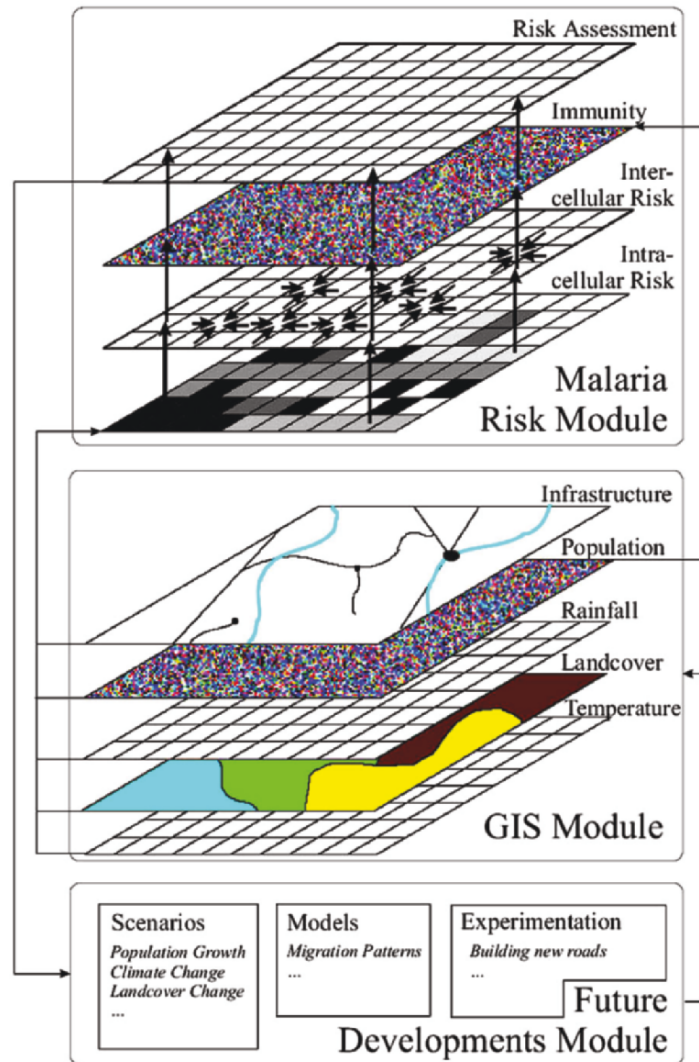 Risk Assessment
Immunity
Inter-
cellular Risk
Intra-
cellular Risk
Malaria
Risk Module
Infrastructure
Population
Rainfall
Landcover
Temperature
GIS Module
Scenarios
Population Growth
Climate Change
Landcover Change
...
Models
Migration Patterns
...
Experimentation
Building new roads
...
Future
Developments Module